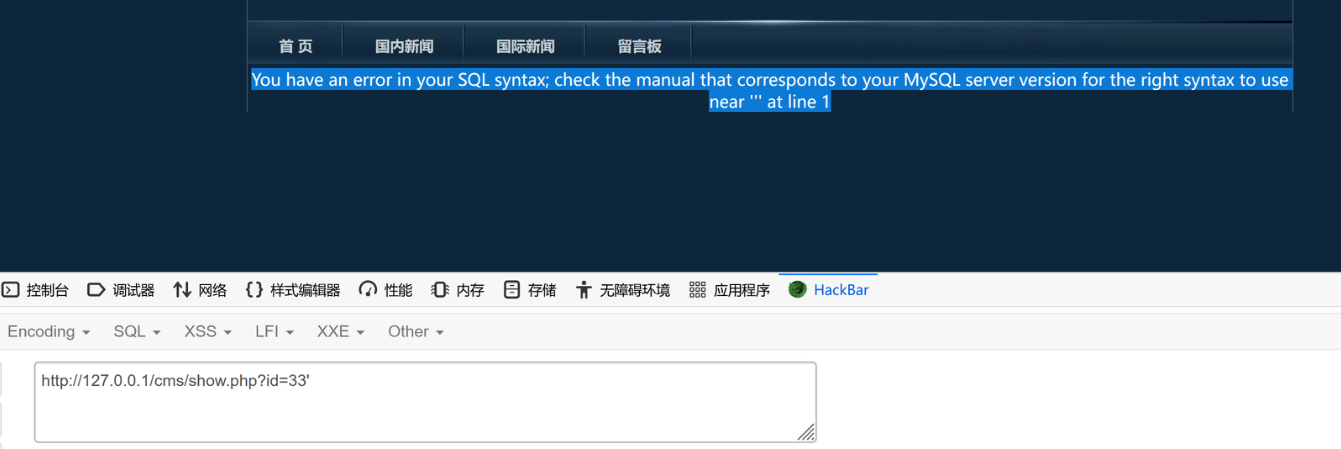 首 页 国内新闻 国际新闻 留言板
You have an error in your SQL syntax; check the manual that corresponds to your MySQL server version for the right syntax to use
near ''' at line 1
控制台 调试器 网络 样式编辑器 性能 内存 存储 无障碍环境 应用程序 HackBar
Encoding SQL XSS LFI XXE Other
http://127.0.0.1/cms/show.php?id=33'